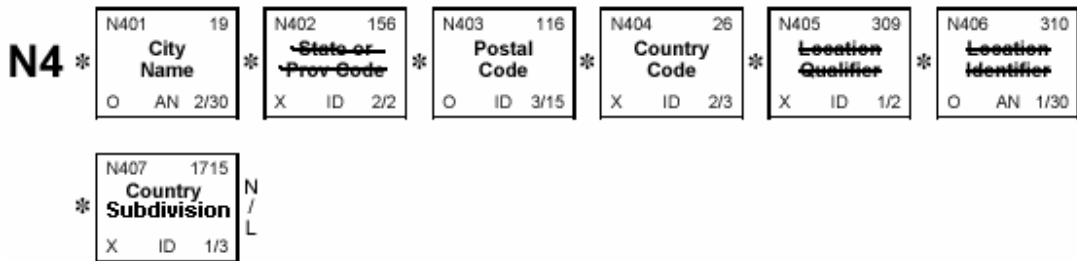 N401 19 N402 156 N403 116 N404 26 N405 309 N406 310
N4 * City Name * State or Prov Code * Postal Code * Country Code * Location Qualifier * Location Identifier
O AN 2/30 X ID 2/2 O ID 3/15 X ID 2/3 X ID 1/2 O AN 1/30
N407 1715
* Country Subdivision N/L
X ID 1/3